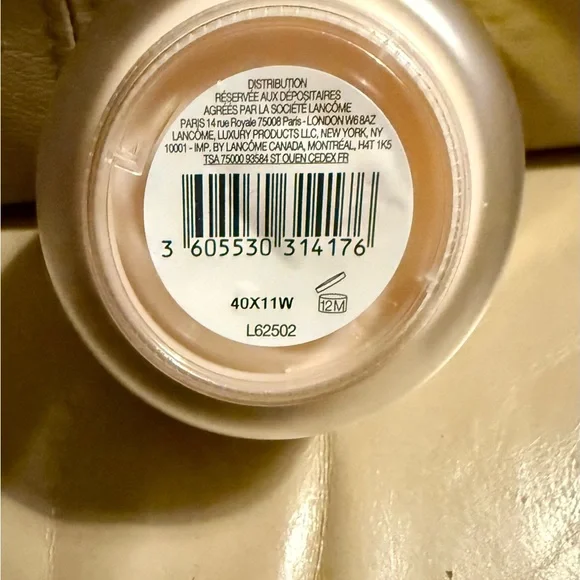 DISTRIBUTION
RÉSERVÉE AUX DÉPOSITAIRES
AGRÉÉS PAR LA SOCIÉTÉ LANCÔME
PARIS 14 rue Royale 75008 Paris - LONDON W6 8AZ
LANCÔME, LUXURY PRODUCTS LLC, NEW YORK, NY
10001 - IMP. BY LANCÔME CANADA, MONTRÉAL, H4T 1K5
TSA 75000 93584 ST OUEN CEDEX FR
3 605530 314176
40X11W
12M
L62502